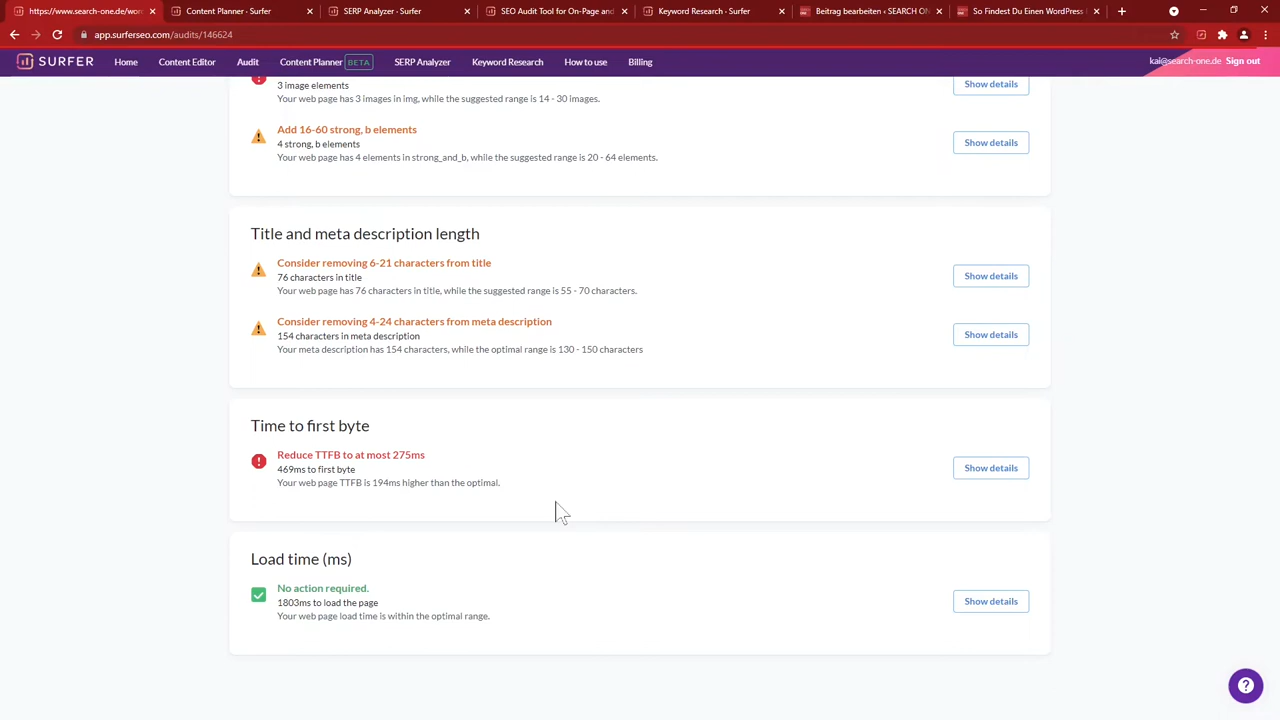 https://www.search-one.de/wor
Content Planner · Surfer
SERP Analyzer · Surfer
SEO Audit Tool for On-Page and
Keyword Research · Surfer
Beitrag bearbeiten ‹ SEARCH ON
So Findest Du Einen WordPress
app.surferseo.com/audits/146624
SURFER
Home
Content Editor
Audit
Content Planner BETA
SERP Analyzer
Keyword Research
How to use
Billing
kai@search-one.de Sign out
3 image elements
Your web page has 3 images in img, while the suggested range is 14 - 30 images.
Show details
Add 16-60 strong, b elements
4 strong, b elements
Your web page has 4 elements in strong_and_b, while the suggested range is 20 - 64 elements.
Show details
Title and meta description length
Consider removing 6-21 characters from title
76 characters in title
Your web page has 76 characters in title, while the suggested range is 55 - 70 characters.
Show details
Consider removing 4-24 characters from meta description
154 characters in meta description
Your meta description has 154 characters, while the optimal range is 130 - 150 characters
Show details
Time to first byte
Reduce TTFB to at most 275ms
469ms to first byte
Your web page TTFB is 194ms higher than the optimal.
Show details
Load time (ms)
No action required.
1803ms to load the page
Your web page load time is within the optimal range.
Show details